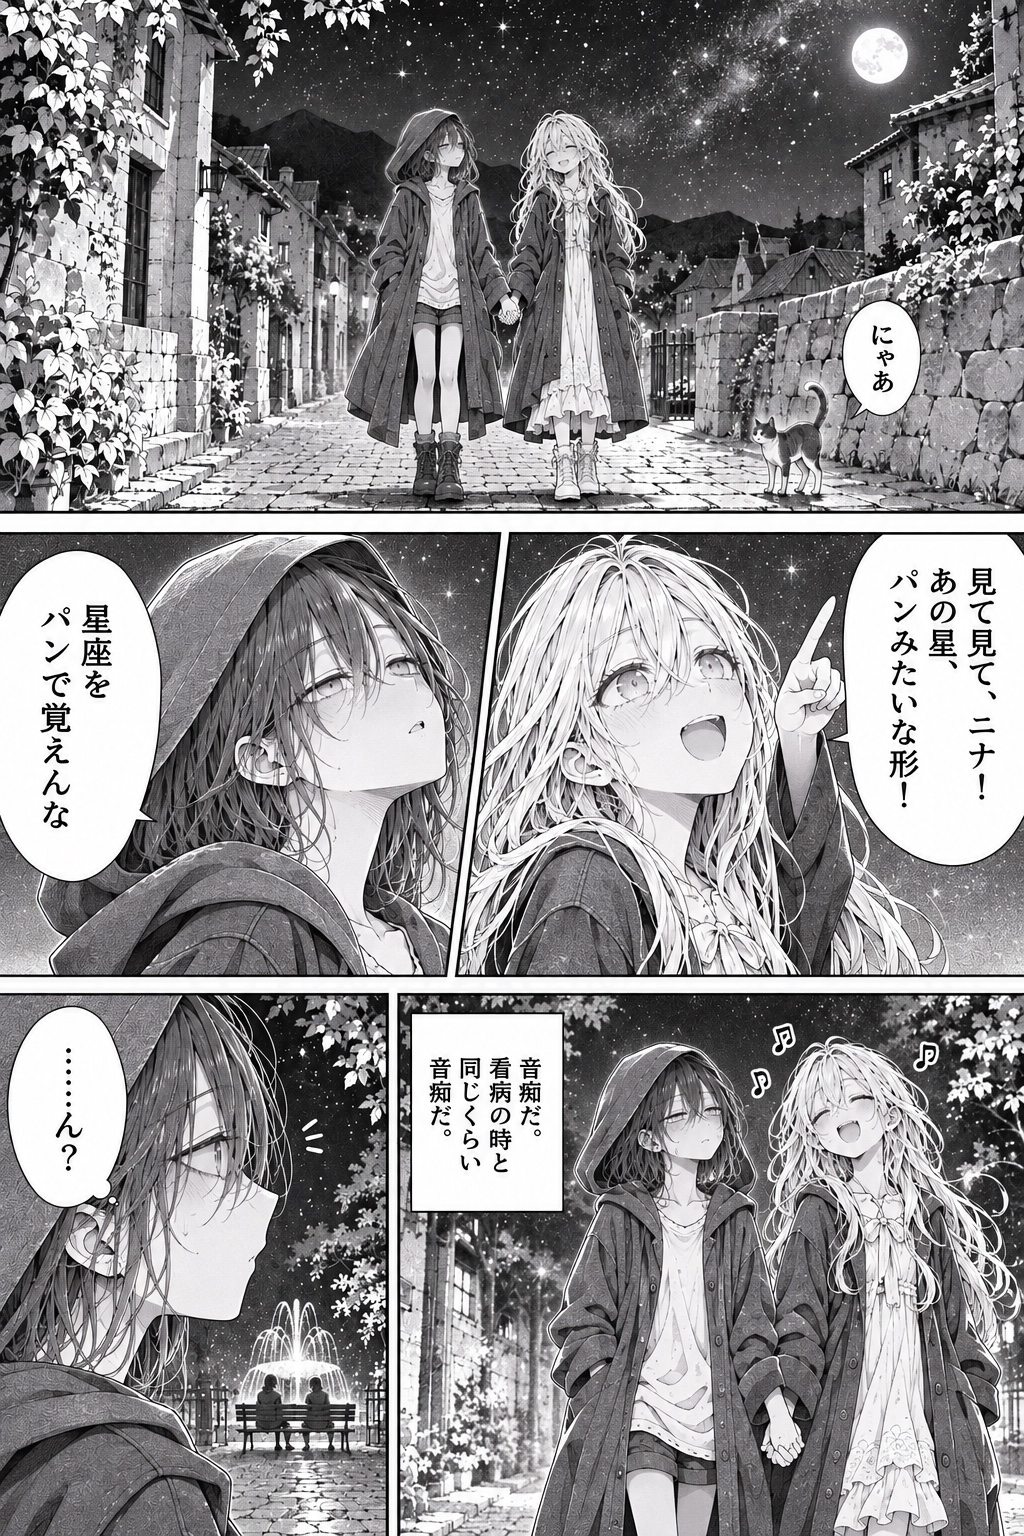 にゃあ
見て見て、ニナ！
あの星、
パンみたいな形！
星座を
パンで覚えんな
音痴だ。
看病の時と
同じくらい
音痴だ。
……ん？